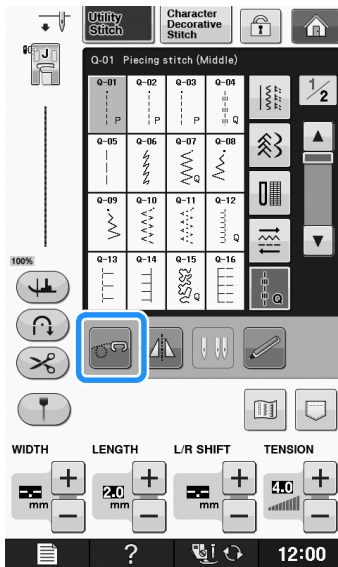 Utility
Stitch
Character
Decorative
Stitch
J
Q-01 Piecing stitch (Middle)
1/2
Q-01 Q-02 Q-03 Q-04
P P P Q
Q-05 Q-06 Q-07 Q-08
Q
Q-09 Q-10 Q-11 Q-12
Q
Q-13 Q-14 Q-15 Q-16
Q
Q
100%
WIDTH LENGTH L/R SHIFT TENSION
-.- mm
2.0 mm
-.- mm
4.0
+ + + +
− − − −
? 12:00